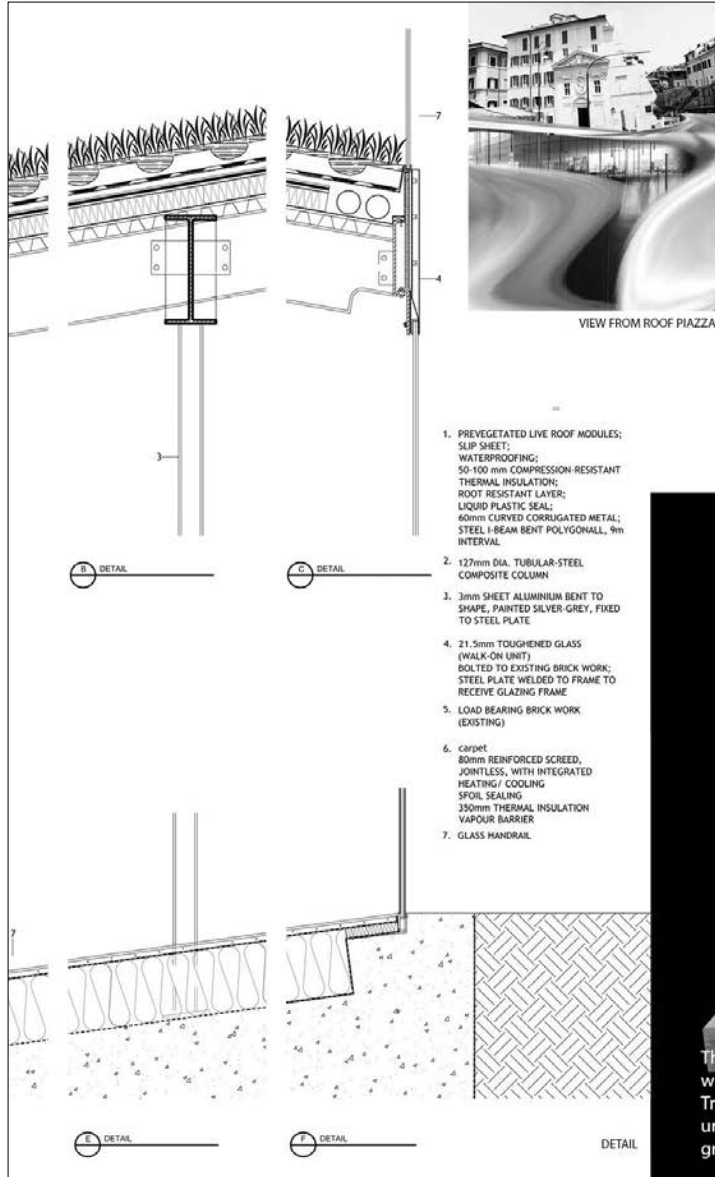 7
4
VIEW FROM ROOF PIAZZA
1. PREVEGETATED LIVE ROOF MODULES;
SLIP SHEET;
WATERPROOFING;
50-100 mm COMPRESSION-RESISTANT
THERMAL INSULATION;
ROOT RESISTANT LAYER;
LIQUID PLASTIC SEAL;
60mm CURVED CORRUGATED METAL;
STEEL I-BEAM BENT POLYGONALL, 9m
INTERVAL
2. 127mm DIA. TUBULAR-STEEL
COMPOSITE COLUMN
3. 3mm SHEET ALUMINIUM BENT TO
SHAPE, PAINTED SILVER-GREY, FIXED
TO STEEL PLATE
4. 21.5mm TOUGHENED GLASS
(WALK-ON UNIT)
BOLTED TO EXISTING BRICK WORK;
STEEL PLATE WELDED TO FRAME TO
RECEIVE GLAZING FRAME
5. LOAD BEARING BRICK WORK
(EXISTING)
6. carpet
80mm REINFORCED SCREED,
JOINTLESS, WITH INTEGRATED
HEATING/ COOLING
SFOIL SEALING
350mm THERMAL INSULATION
VAPOUR BARRIER
7. GLASS HANDRAIL
3
B DETAIL
C DETAIL
7
E DETAIL
F DETAIL
DETAIL
Th
w
Tr
ur
gr